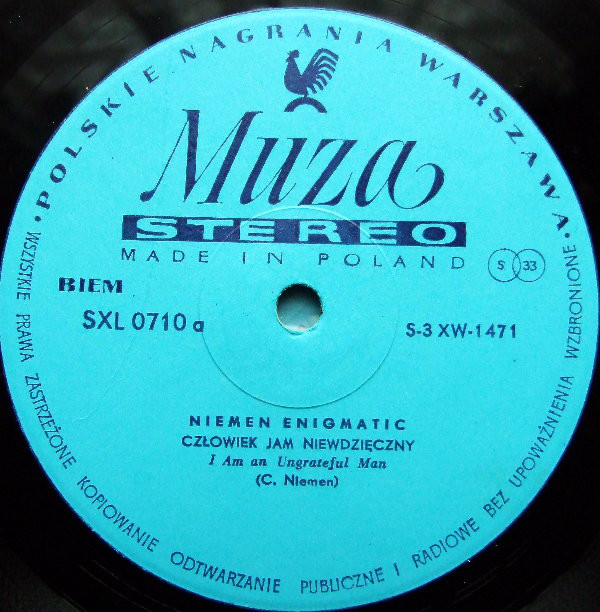 • POLSKIE NAGRANIA WARSZAWA •
Muza
STEREO
MADE IN POLAND
S 33
BIEM
SXL 0710 a
S-3 XW-1471
NIEMEN ENIGMATIC
CZŁOWIEK JAM NIEWDZIĘCZNY
I Am an Ungrateful Man
(C. Niemen)
WSZYSTKIE PRAWA ZASTRZEŻONE KOPIOWANIE ODTWARZANIE PUBLICZNE I RADIOWE BEZ UPOWAŻNIENIA WZBRONIONE